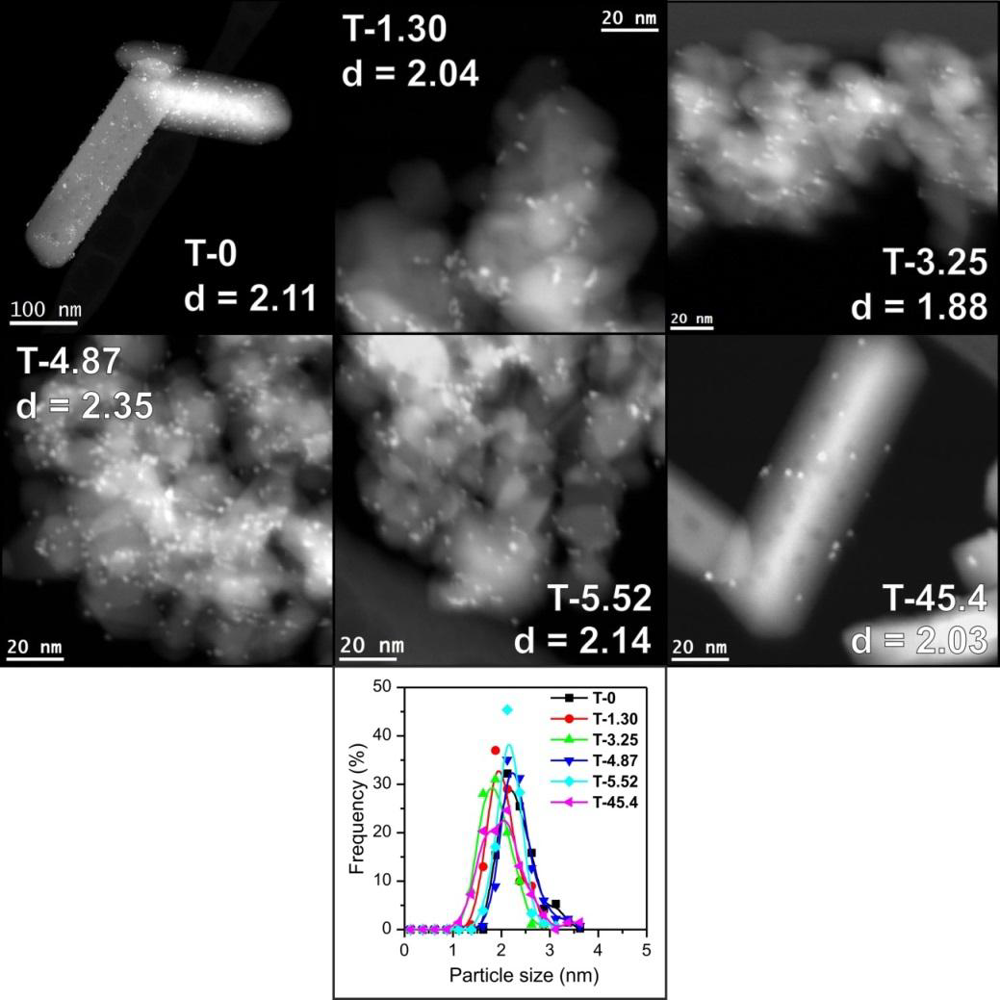 T-0
d = 2.11
100 nm
T-1.30
d = 2.04
20 nm
T-3.25
d = 1.88
20 nm
T-4.87
d = 2.35
20 nm
T-5.52
d = 2.14
20 nm
T-45.4
d = 2.03
20 nm
50
40
30
20
10
0
Frequency (%)
T-0
T-1.30
T-3.25
T-4.87
T-5.52
T-45.4
0 1 2 3 4 5
Particle size (nm)